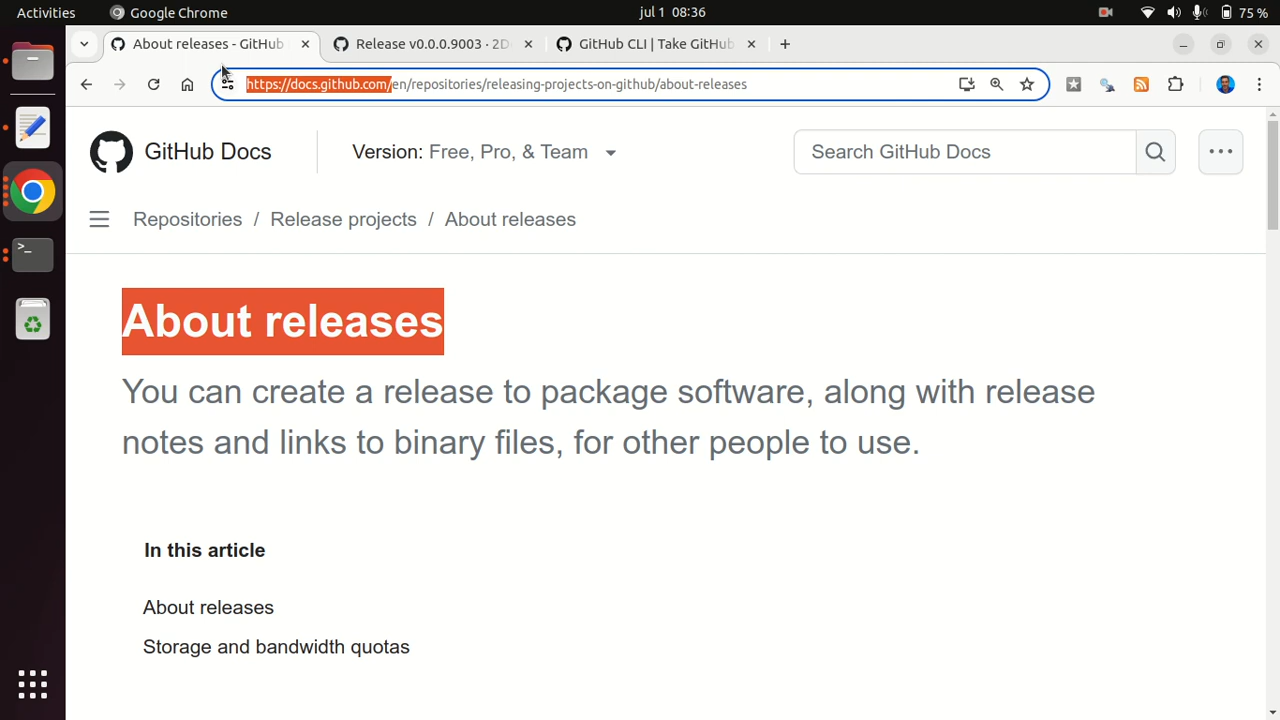 Activities
Google Chrome
jul 1 08:36
75 %
About releases - GitHub
Release v0.0.0.9003 · 2D
GitHub CLI | Take GitHub
https://docs.github.com/en/repositories/releasing-projects-on-github/about-releases
GitHub Docs
Version: Free, Pro, & Team
Search GitHub Docs
Repositories / Release projects / About releases
About releases
You can create a release to package software, along with release
notes and links to binary files, for other people to use.
In this article
About releases
Storage and bandwidth quotas